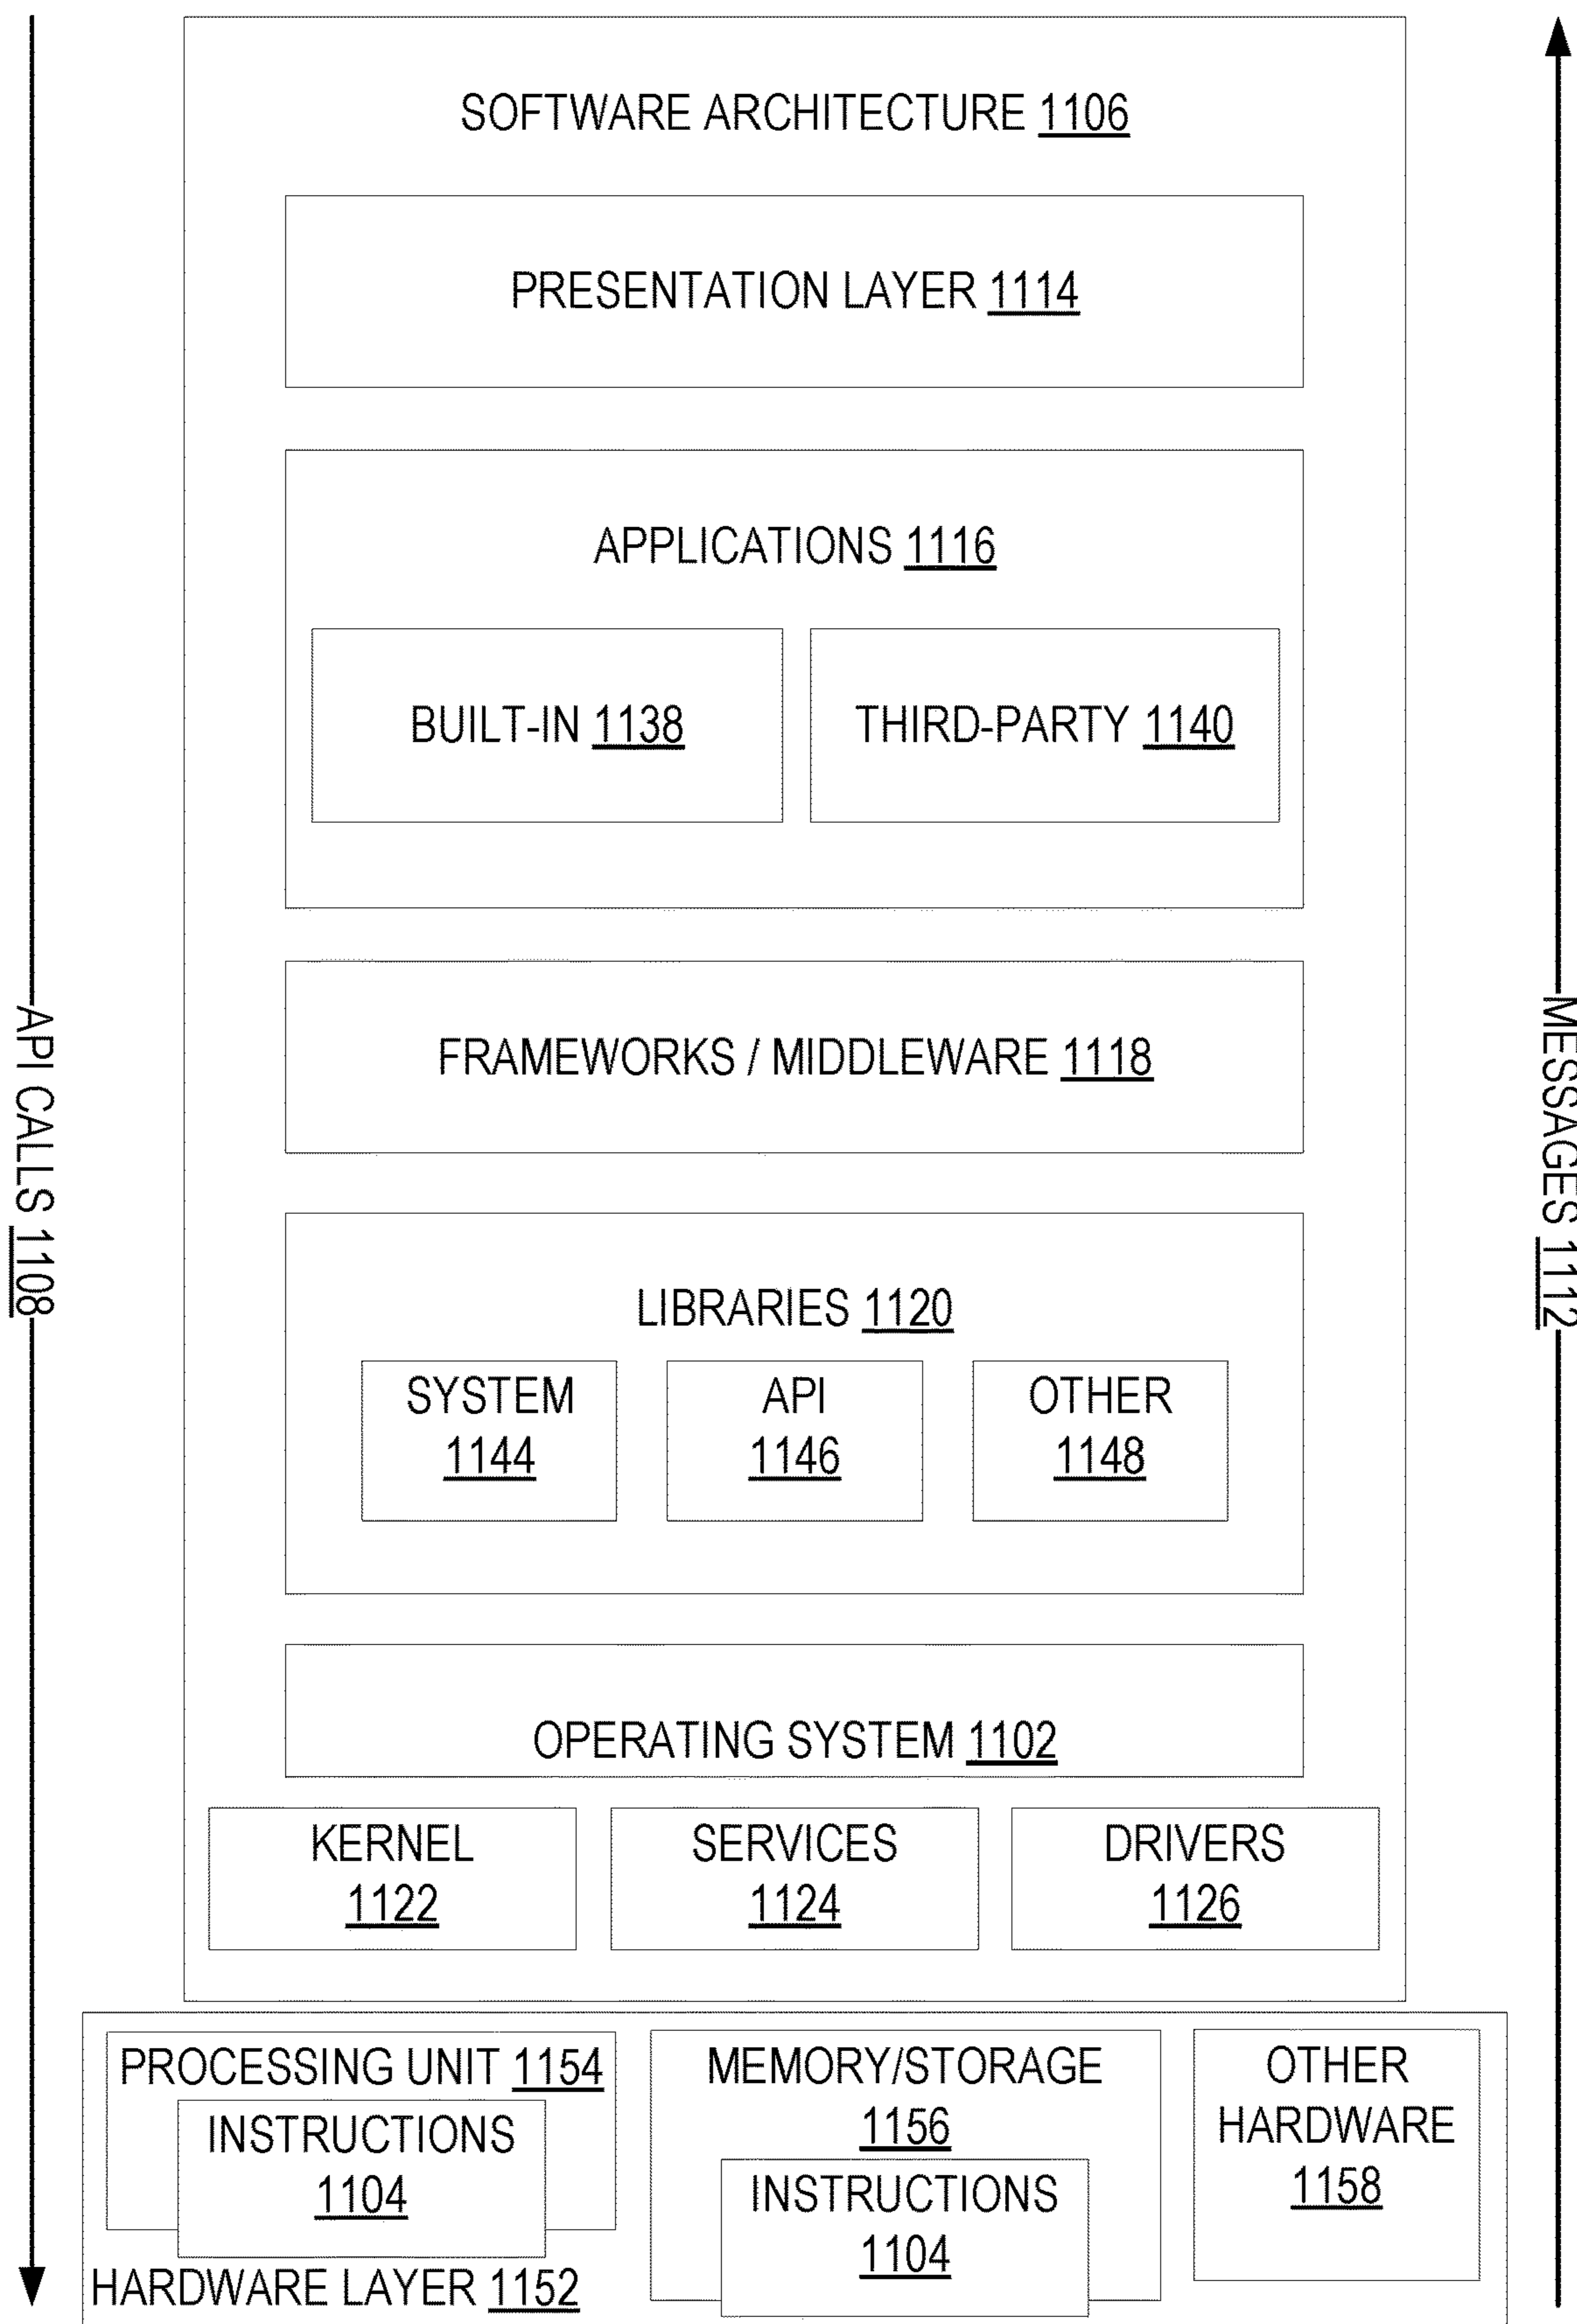 SOFTWARE ARCHITECTURE 1106
PRESENTATION LAYER 1114
APPLICATIONS 1116
BUILT-IN 1138
THIRD-PARTY 1140
FRAMEWORKS / MIDDLEWARE 1118
API CALLS 1108
MESSAGES 1112
LIBRARIES 1120
SYSTEM
1144
API
1146
OTHER
1148
OPERATING SYSTEM 1102
KERNEL
1122
SERVICES
1124
DRIVERS
1126
PROCESSING UNIT 1154
INSTRUCTIONS
1104
MEMORY/STORAGE
1156
INSTRUCTIONS
1104
OTHER
HARDWARE
1158
HARDWARE LAYER 1152